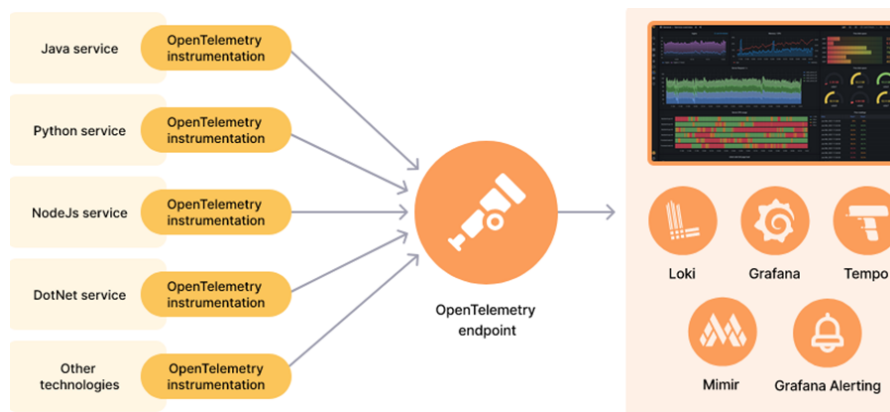 Java service
OpenTelemetry
instrumentation
Python service
OpenTelemetry
instrumentation
NodeJs service
OpenTelemetry
instrumentation
DotNet service
OpenTelemetry
instrumentation
Other
technologies
OpenTelemetry
instrumentation
OpenTelemetry
endpoint
Loki
Grafana
Tempo
Mimir
Grafana Alerting